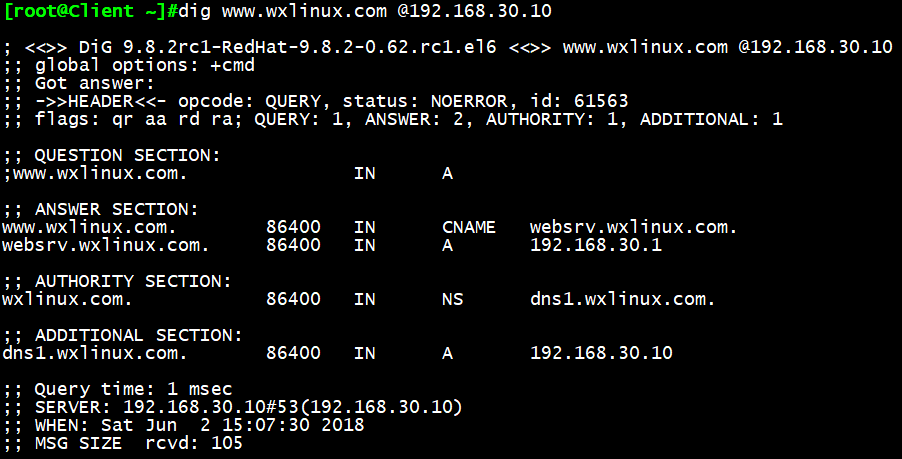 [root@Client ~]#dig www.wxlinux.com @192.168.30.10
; <<>> DiG 9.8.2rc1-RedHat-9.8.2-0.62.rc1.el6 <<>> www.wxlinux.com @192.168.30.10
;; global options: +cmd
;; Got answer:
;; ->>HEADER<<- opcode: QUERY, status: NOERROR, id: 61563
;; flags: qr aa rd ra; QUERY: 1, ANSWER: 2, AUTHORITY: 1, ADDITIONAL: 1
;; QUESTION SECTION:
;www.wxlinux.com. IN A
;; ANSWER SECTION:
www.wxlinux.com. 86400 IN CNAME websrv.wxlinux.com.
websrv.wxlinux.com. 86400 IN A 192.168.30.1
;; AUTHORITY SECTION:
wxlinux.com. 86400 IN NS dns1.wxlinux.com.
;; ADDITIONAL SECTION:
dns1.wxlinux.com. 86400 IN A 192.168.30.10
;; Query time: 1 msec
;; SERVER: 192.168.30.10#53(192.168.30.10)
;; WHEN: Sat Jun  2 15:07:30 2018
;; MSG SIZE  rcvd: 105